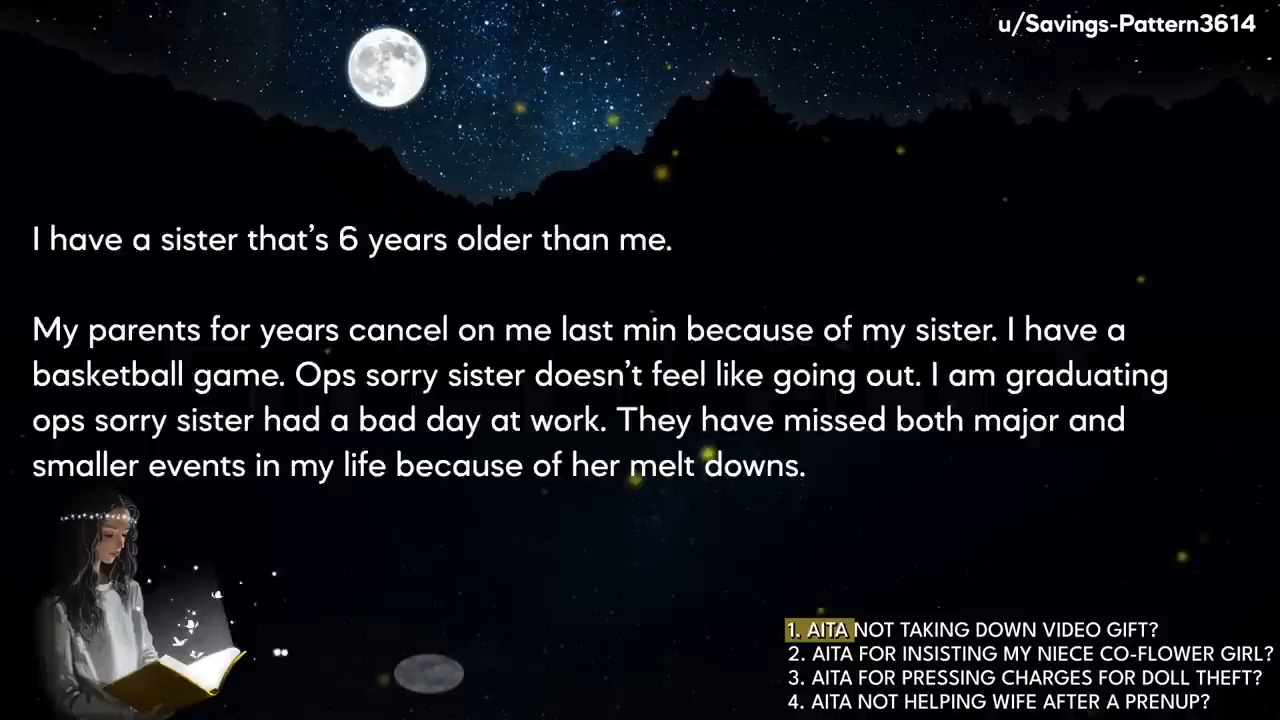 u/Savings-Pattern3614
I have a sister that's 6 years older than me.
My parents for years cancel on me last min because of my sister. I have a
basketball game. Ops sorry sister doesn't feel like going out. I am graduating
ops sorry sister had a bad day at work. They have missed both major and
smaller events in my life because of her melt downs.
1. AITA NOT TAKING DOWN VIDEO GIFT?
2. AITA FOR INSISTING MY NIECE CO-FLOWER GIRL?
3. AITA FOR PRESSING CHARGES FOR DOLL THEFT?
4. AITA NOT HELPING WIFE AFTER A PRENUP?